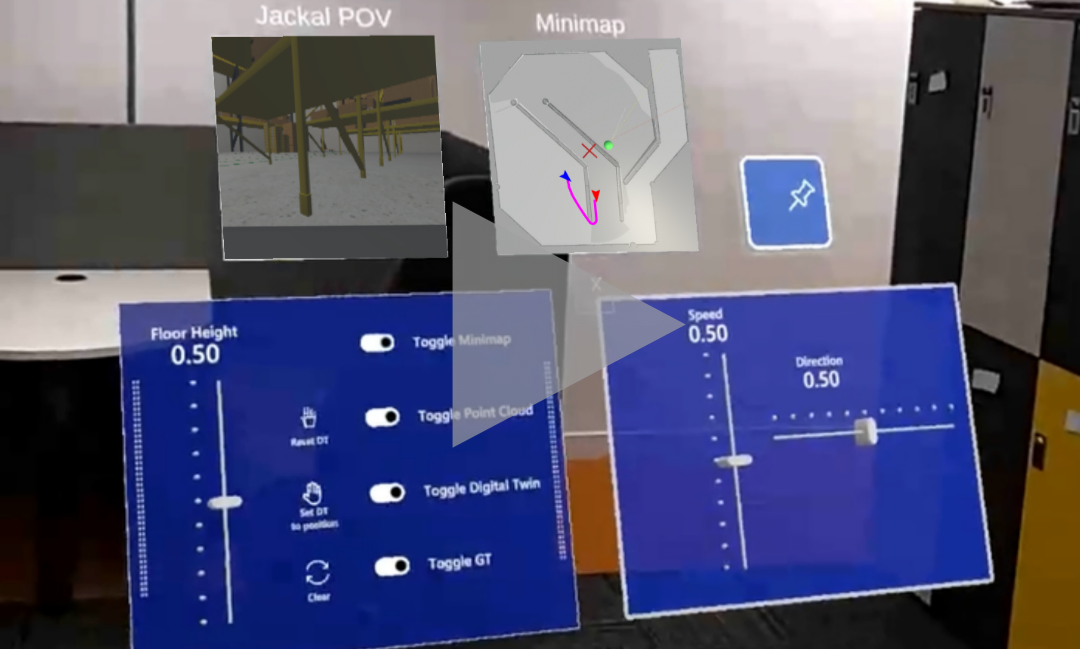 Jackal POV
Minimap
Floor Height
0.50
Toggle Minimap
Toggle Point Cloud
Reset DT
Toggle Digital Twin
Set DT
to position
Toggle GT
Clear
X
Speed
0.50
Direction
0.50